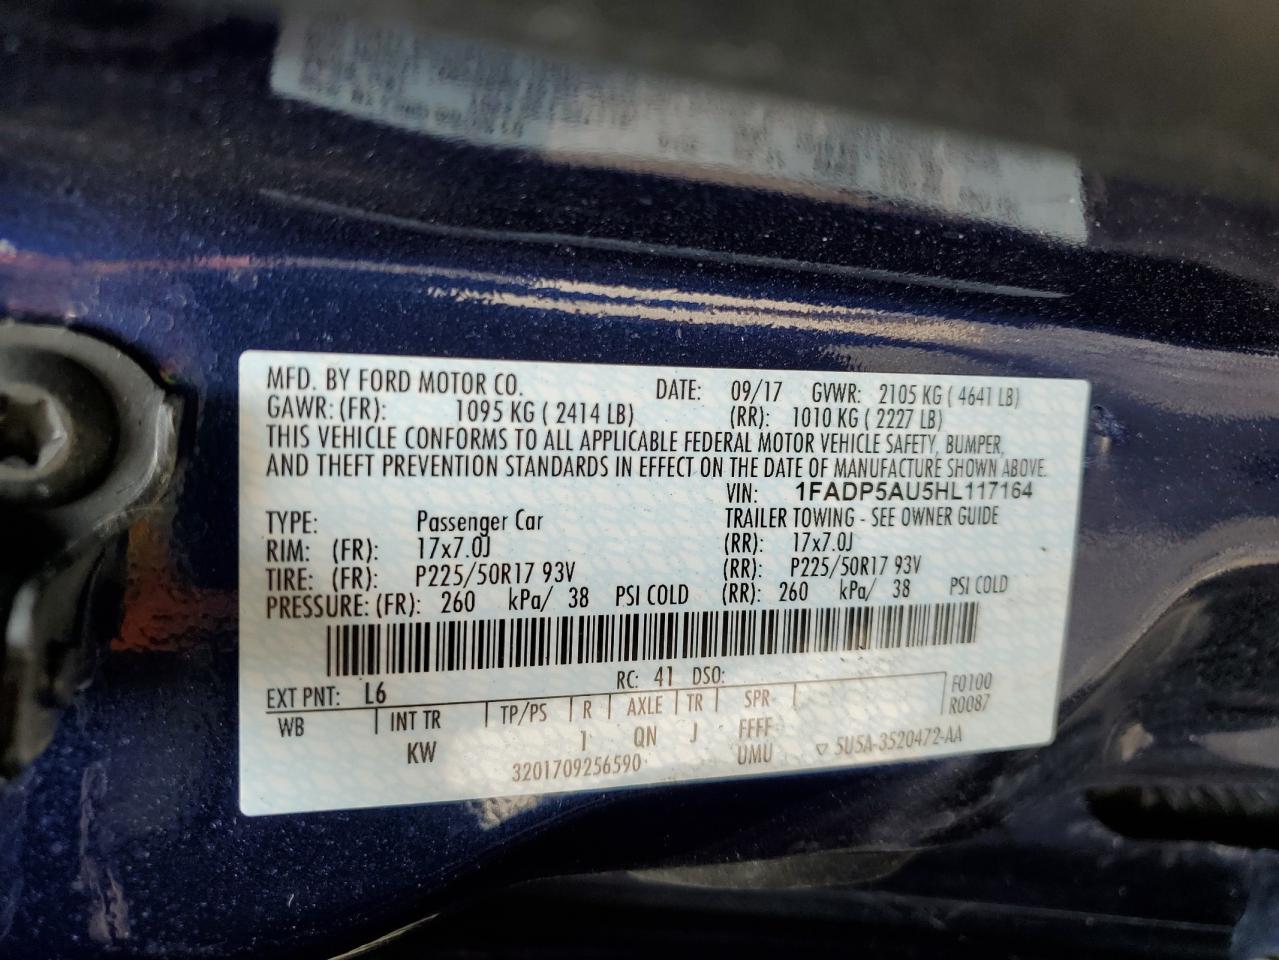 MFD. BY FORD MOTOR CO. DATE: 09/17 GVWR: 2105 KG ( 4641 LB)
GAWR:(FR): 1095 KG ( 2414 LB) (RR): 1010 KG ( 2227 LB)
THIS VEHICLE CONFORMS TO ALL APPLICABLE FEDERAL MOTOR VEHICLE SAFETY, BUMPER,
AND THEFT PREVENTION STANDARDS IN EFFECT ON THE DATE OF MANUFACTURE SHOWN ABOVE.
VIN: 1FADP5AU5HL117164
TYPE: Passenger Car TRAILER TOWING - SEE OWNER GUIDE
RIM: (FR): 17x7.0J (RR): 17x7.0J
TIRE: (FR): P225/50R17 93V (RR): P225/50R17 93V
PRESSURE:(FR): 260 kPa/ 38 PSI COLD (RR): 260 kPa/ 38 PSI COLD
EXT PNT: L6 RC: 41 DSO: F0100
WB INT TR TP/PS R AXLE TR SPR R0087
KW 1 QN J FFFF
3201709256590 UMU ▽ 5U5A-3520472-AA